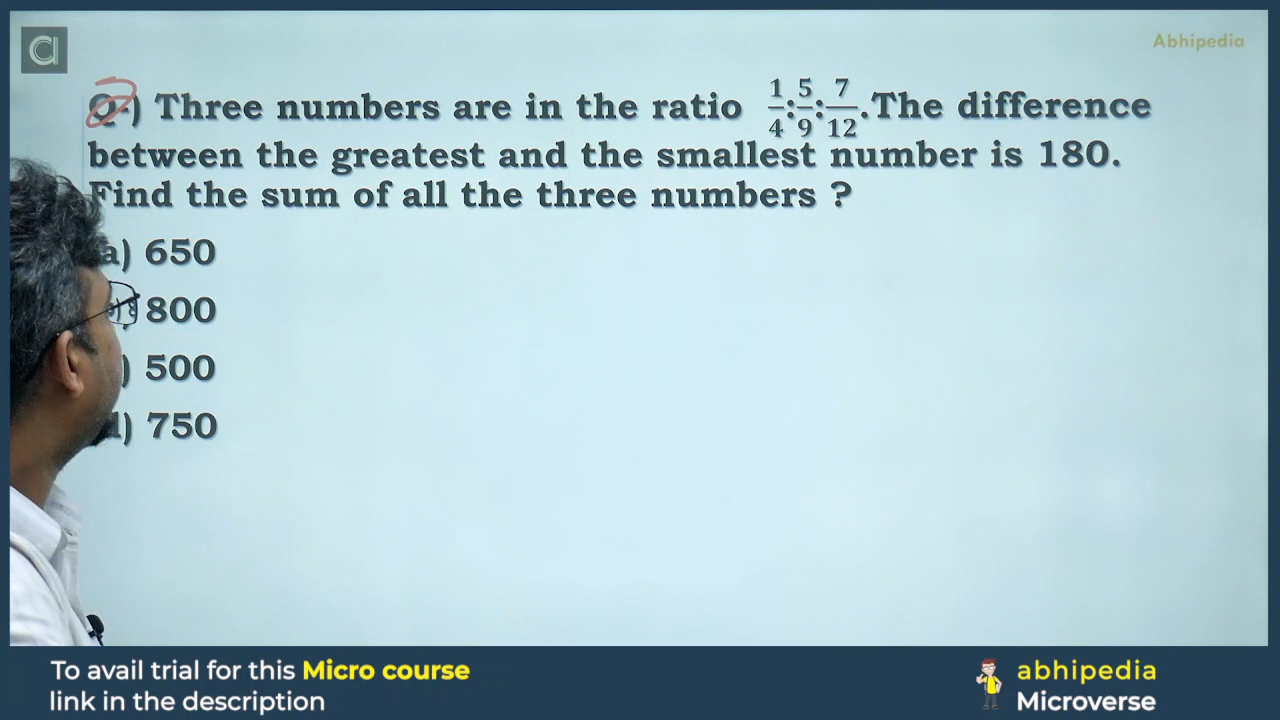 Abhipedia
Q.) Three numbers are in the ratio 1/4:5/9:7/12.The difference
between the greatest and the smallest number is 180.
Find the sum of all the three numbers ?
a) 650
800
) 500
d) 750
To avail trial for this Micro course
link in the description
abhipedia
Microverse